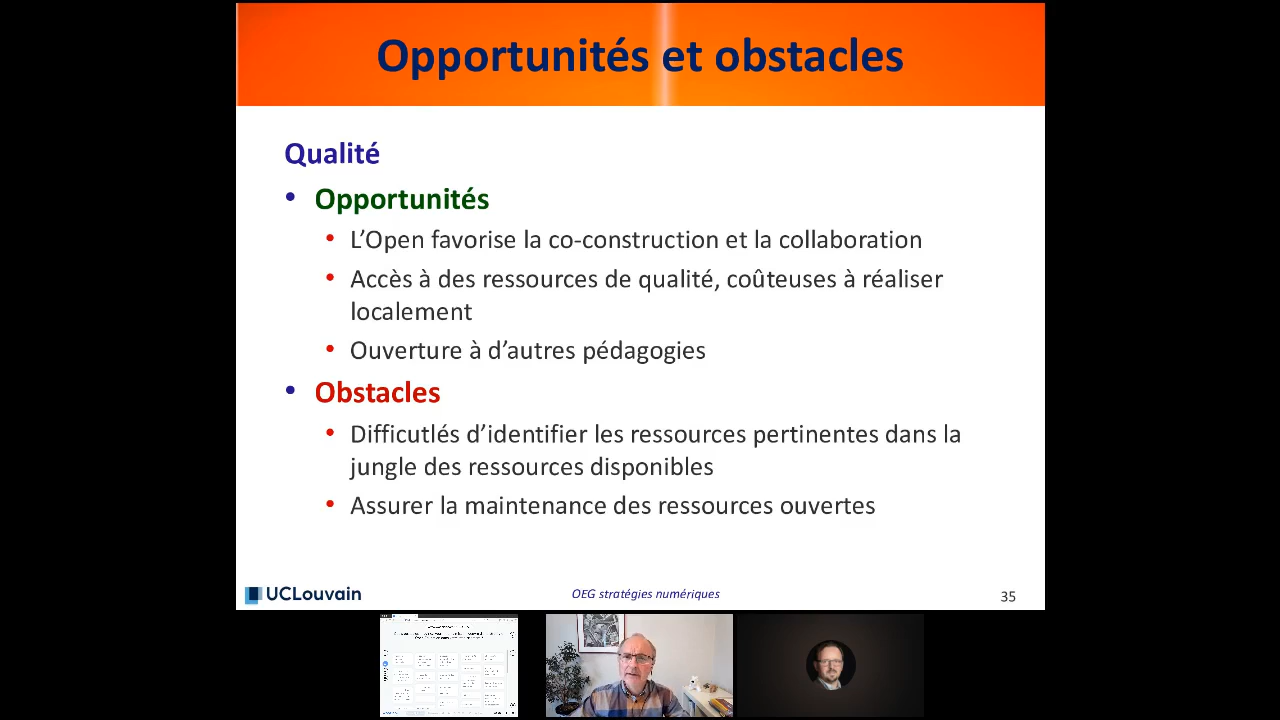 Opportunités et obstacles
Qualité
• Opportunités
• L’Open favorise la co-construction et la collaboration
• Accès à des ressources de qualité, coûteuses à réaliser
localement
• Ouverture à d’autres pédagogies
• Obstacles
• Difficutlés d’identifier les ressources pertinentes dans la
jungle des ressources disponibles
• Assurer la maintenance des ressources ouvertes
UCLouvain
OEG stratégies numériques
35